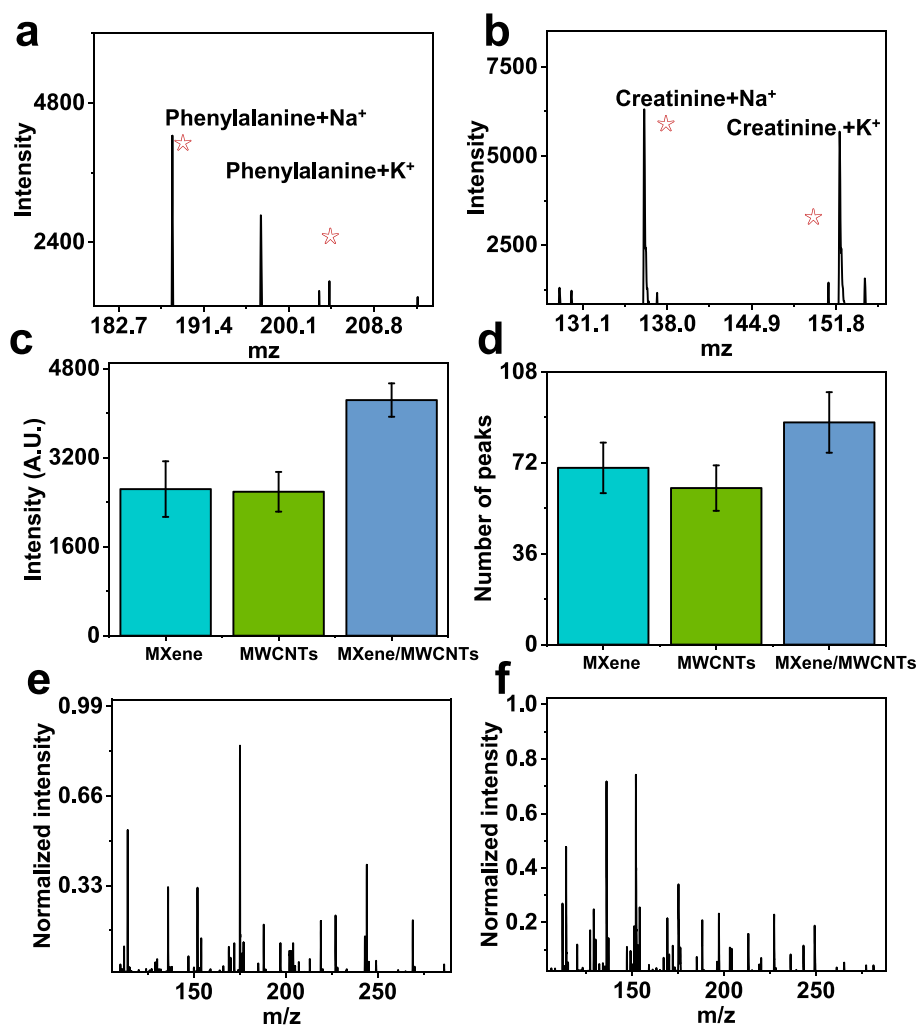 a
4800
2400
Intensity
Phenylalanine+Na⁺
Phenylalanine+K⁺
182.7 191.4 200.1 208.8
mz
b
7500
5000
2500
Intensity
Creatinine+Na⁺
Creatinine +K⁺
131.1 138.0 144.9 151.8
mz
c
4800
3200
1600
0
Intensity (A.U.)
MXene MWCNTs MXene/MWCNTs
d
108
72
36
0
Number of peaks
MXene MWCNTs MXene/MWCNTs
e
0.99
0.66
0.33
Normalized intensity
150 200 250
m/z
f
1.0
0.8
0.6
0.4
0.2
Normalized intensity
150 200 250
m/z